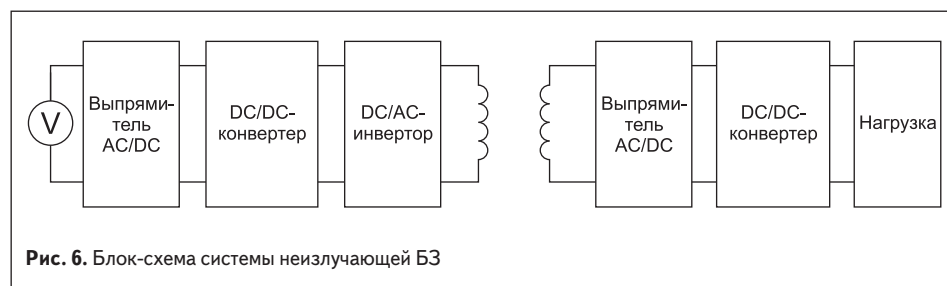 V
Выпрями-
тель
AC/DC
DC/DC-
конвертер
DC/AC-
инвертор
Выпрями-
тель
AC/DC
DC/DC-
конвертер
Нагрузка
Рис. 6. Блок-схема системы неизлучающей БЗ